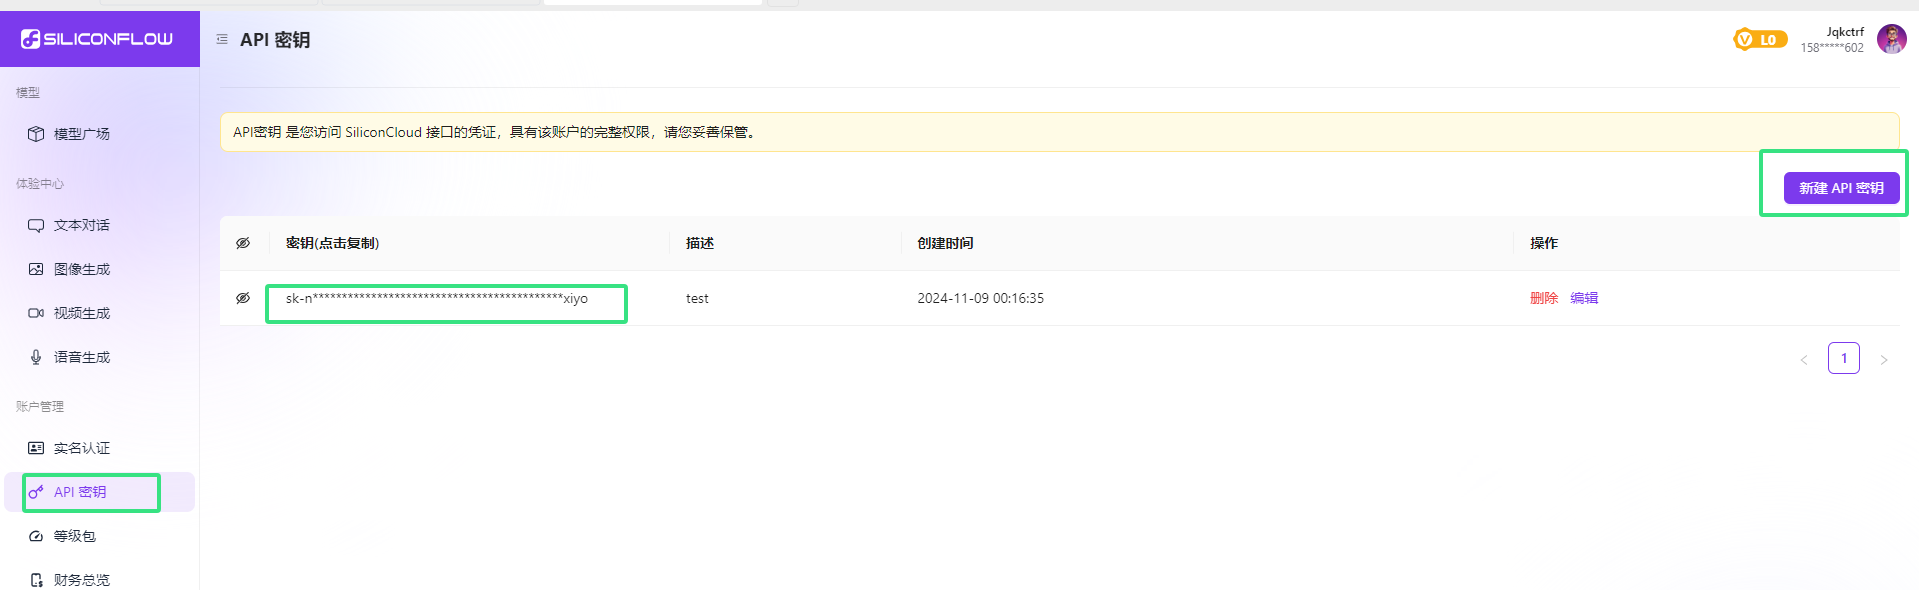 SILICONFLOW
API 密钥
L0
Jqkctrf
158*****602
模型
模型广场
体验中心
文本对话
图像生成
视频生成
语音生成
账户管理
实名认证
API 密钥
等级包
财务总览
API密钥 是您访问 SiliconCloud 接口的凭证，具有该账户的完整权限，请您妥善保管。
新建 API 密钥
密钥(点击复制) 描述 创建时间 操作
sk-n*******************************************xiyo test 2024-11-09 00:16:35 删除 编辑
1